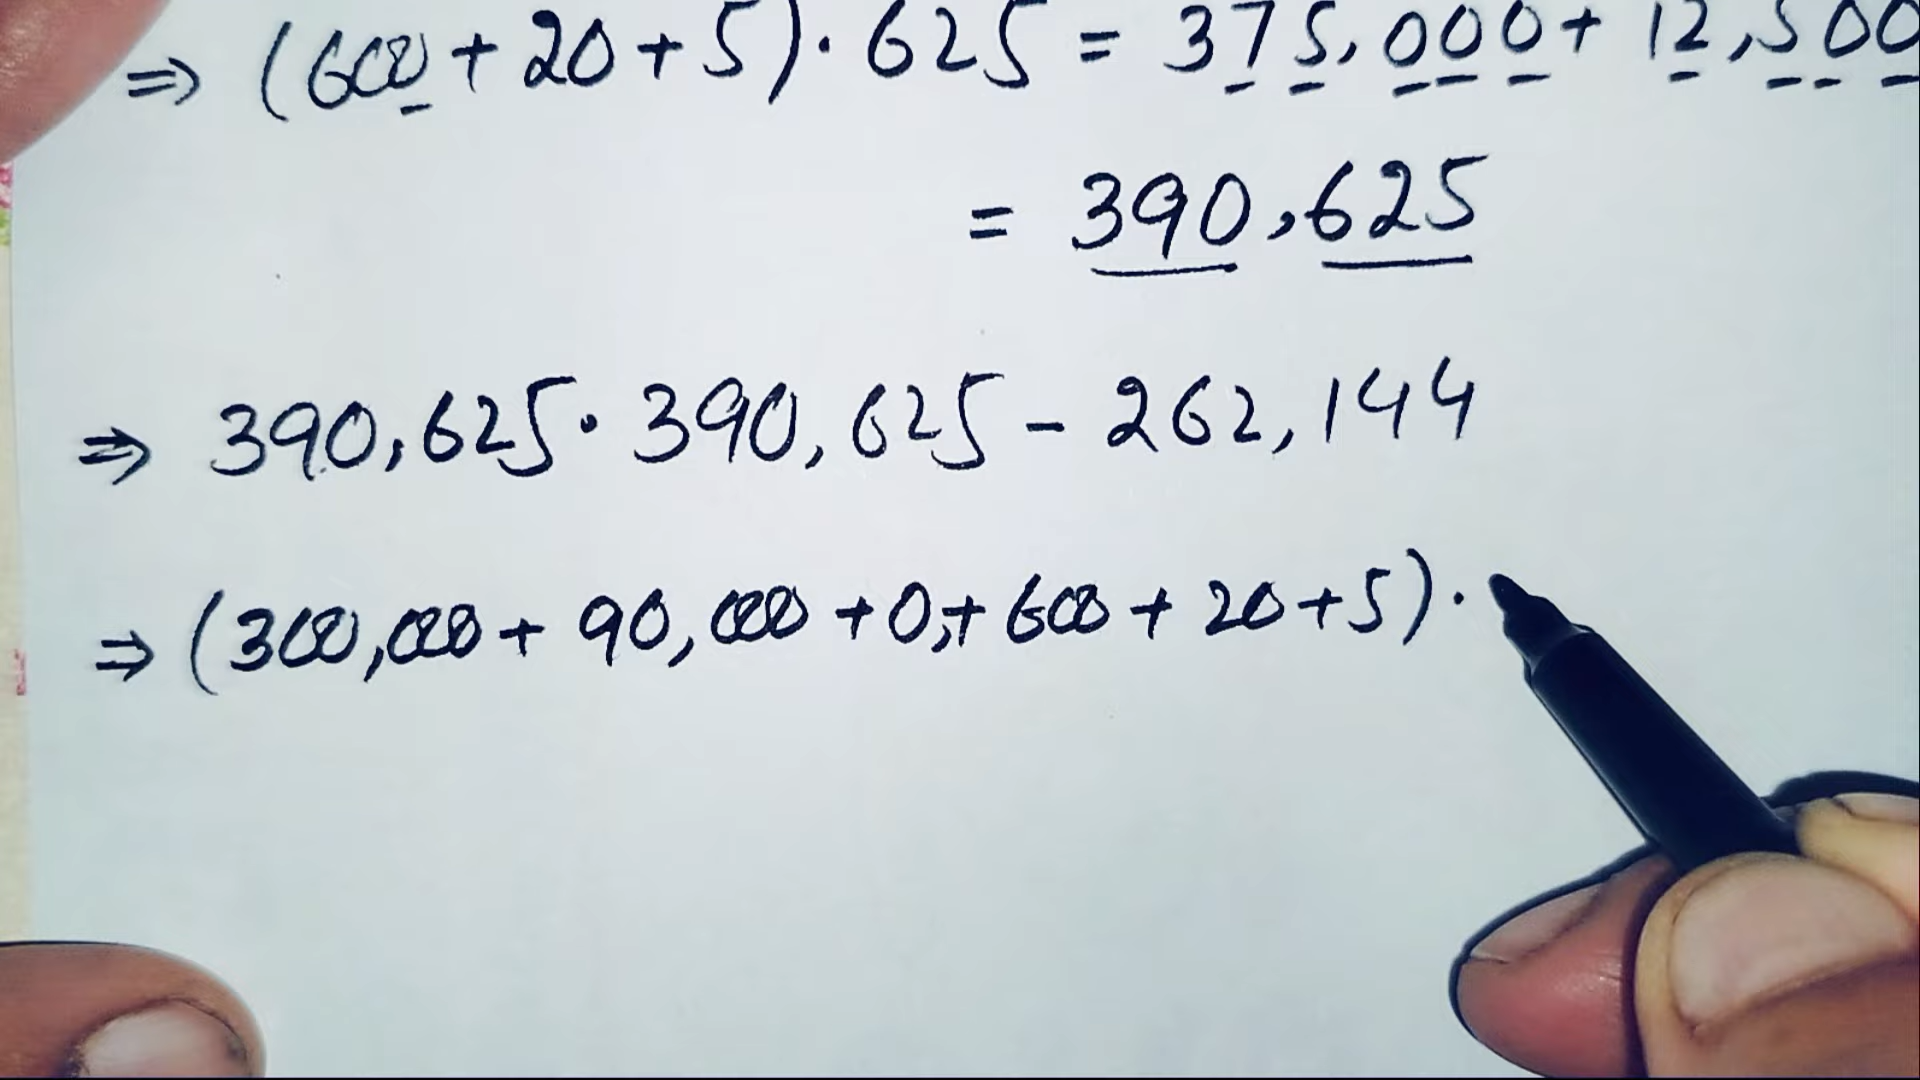 ⇒ (600 + 20 + 5) · 625 = 375,000 + 12,500
= 390,625
⇒ 390,625 · 390,625 - 262,144
⇒ (300,000 + 90,000 + 0,+ 600 + 20 + 5) ·